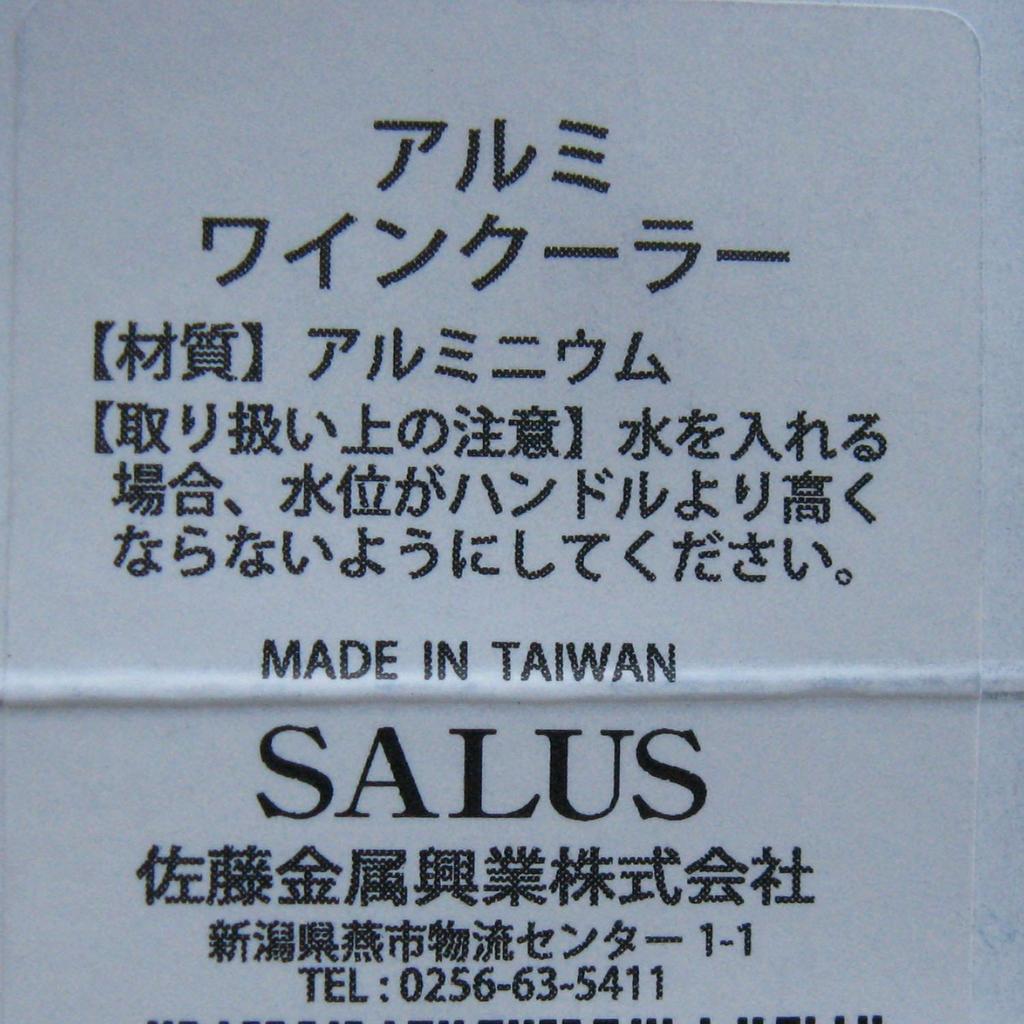 アルミ
ワインクーラー
【材質】 アルミニウム
【取り扱い上の注意】 水を入れる
場合、水位がハンドルより高く
ならないようにしてください。
MADE IN TAIWAN
SALUS
佐藤金属興業株式会社
新潟県燕市物流センター 1-1
TEL : 0256-63-5411